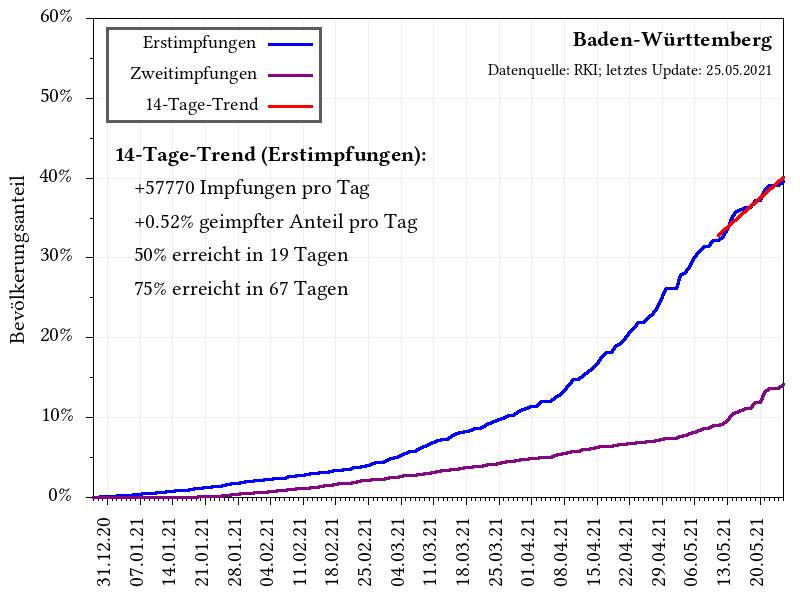 60%
50%
40%
30%
20%
10%
0%
Bevölkerungsanteil
Erstimpfungen
Zweitimpfungen
14-Tage-Trend
Baden-Württemberg
Datenquelle: RKI; letztes Update: 25.05.2021
14-Tage-Trend (Erstimpfungen):
+57770 Impfungen pro Tag
+0.52% geimpfter Anteil pro Tag
50% erreicht in 19 Tagen
75% erreicht in 67 Tagen
31.12.20
07.01.21
14.01.21
21.01.21
28.01.21
04.02.21
11.02.21
18.02.21
25.02.21
04.03.21
11.03.21
18.03.21
25.03.21
01.04.21
08.04.21
15.04.21
22.04.21
29.04.21
06.05.21
13.05.21
20.05.21